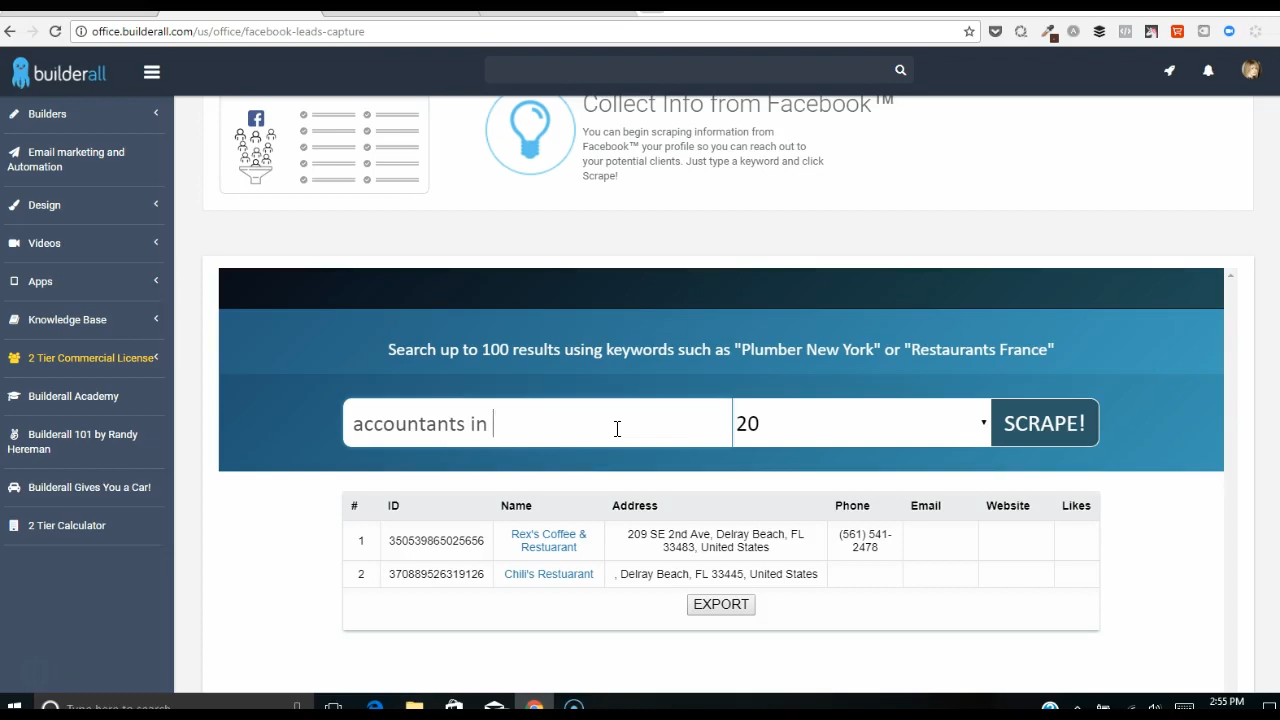 office.builderall.com/us/office/facebook-leads-capture
builderall
Builders
Email marketing and
Automation
Design
Videos
Apps
Knowledge Base
2 Tier Commercial License
Builderall Academy
Builderall 101 by Randy
Hereman
Builderall Gives You a Car!
2 Tier Calculator
Collect Info from Facebook™
You can begin scraping information from
Facebook™ your profile so you can reach out to
your potential clients. Just type a keyword and click
Scrape!
Search up to 100 results using keywords such as "Plumber New York" or "Restaurants France"
accountants in 20 SCRAPE!
# ID Name Address Phone Email Website Likes
1 350539865025656 Rex's Coffee & Restuarant 209 SE 2nd Ave, Delray Beach, FL 33483, United States (561) 541-2478
2 370889526319126 Chili's Restuarant , Delray Beach, FL 33445, United States
EXPORT
Type here to search
2:55 PM